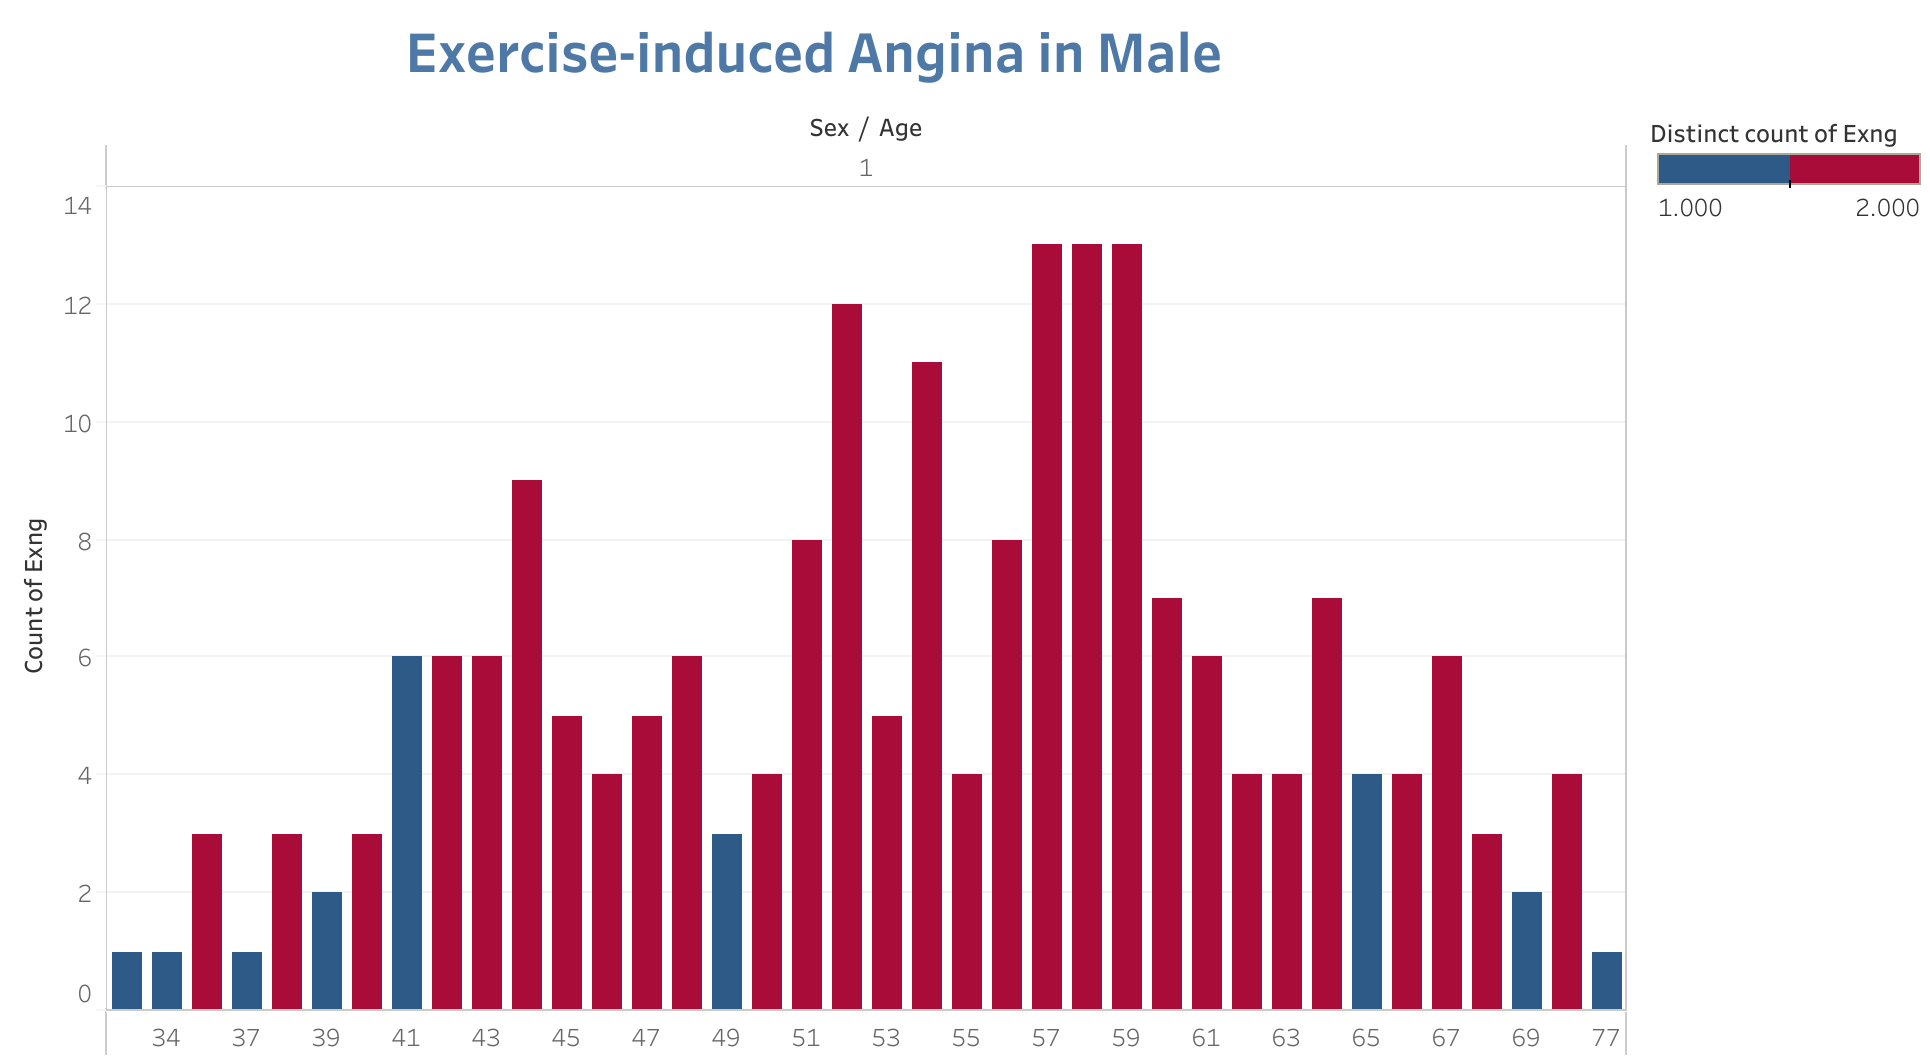 Exercise-induced Angina in Male
Sex / Age
1
Distinct count of Exng
1.000 2.000
14
12
10
8
6
4
2
0
Count of Exng
34 37 39 41 43 45 47 49 51 53 55 57 59 61 63 65 67 69 77